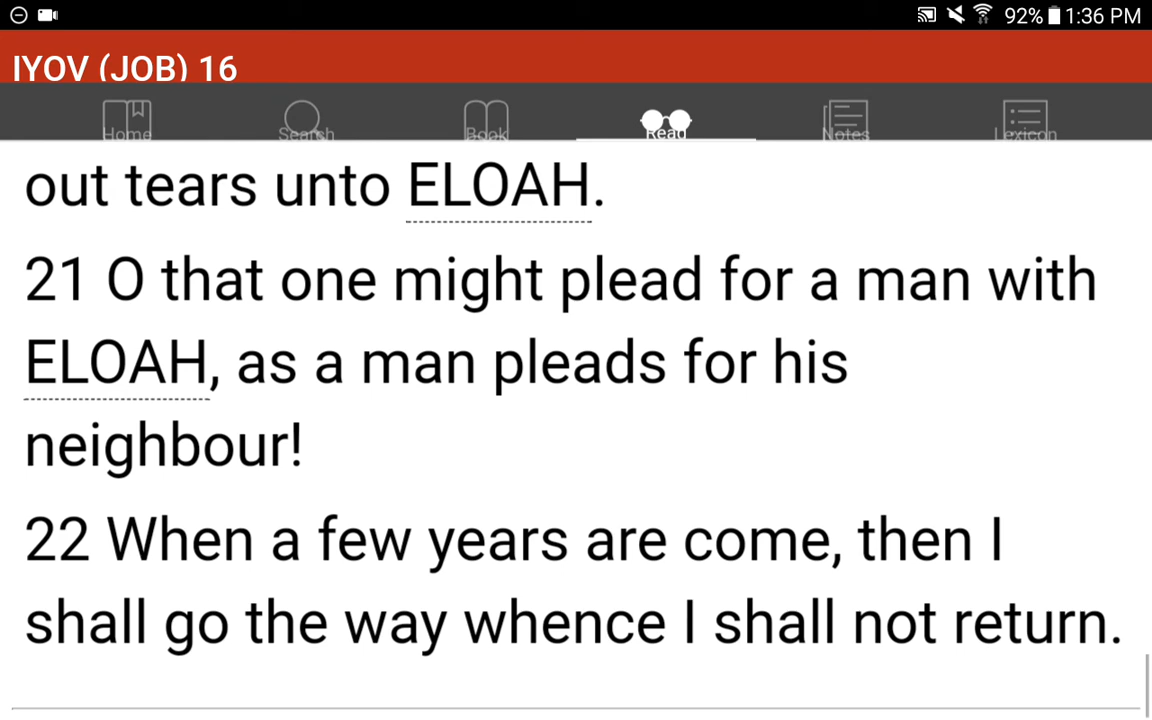 92% 1:36 PM
IYOV (JOB) 16
Home Search Book Read Notes Lexicon
out tears unto ELOAH.
21 O that one might plead for a man with
ELOAH, as a man pleads for his
neighbour!
22 When a few years are come, then I
shall go the way whence I shall not return.